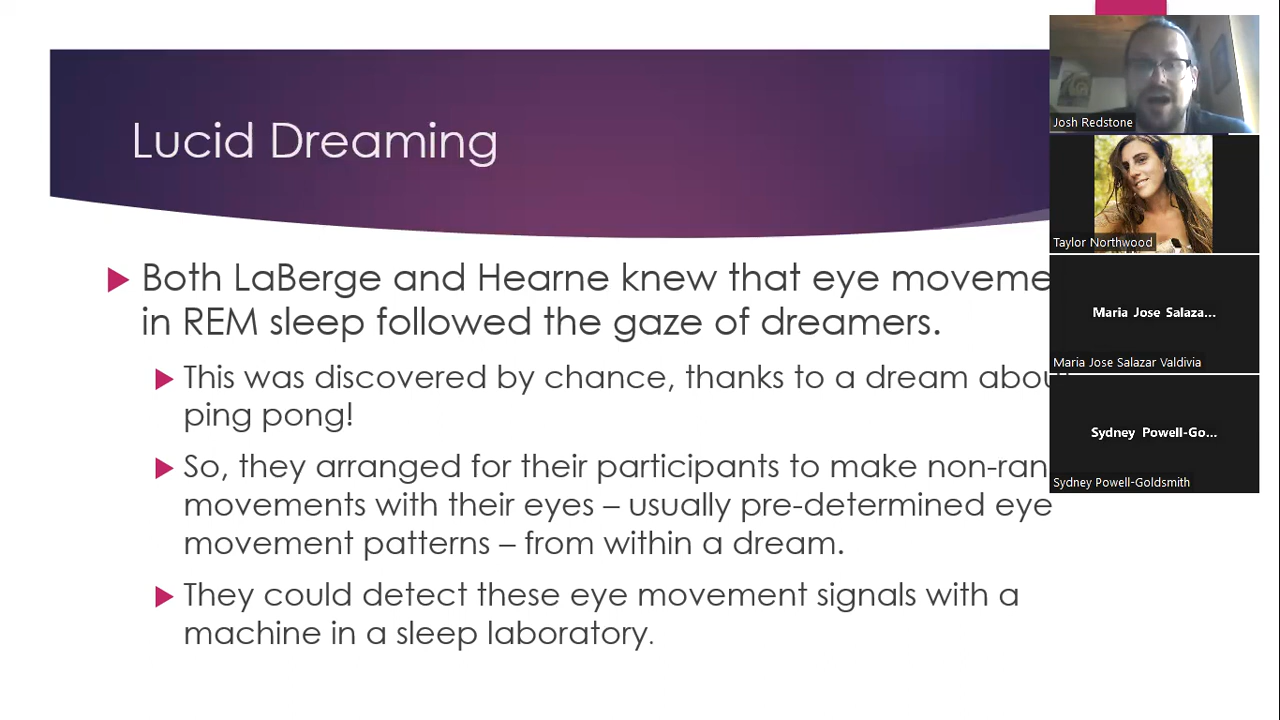 Lucid Dreaming
Both LaBerge and Hearne knew that eye moveme
in REM sleep followed the gaze of dreamers.
This was discovered by chance, thanks to a dream about
ping pong!
So, they arranged for their participants to make non-ran
movements with their eyes – usually pre-determined eye
movement patterns – from within a dream.
They could detect these eye movement signals with a
machine in a sleep laboratory.
Josh Redstone
Taylor Northwood
Maria Jose Salaza...
Maria Jose Salazar Valdivia
Sydney Powell-Go...
Sydney Powell-Goldsmith